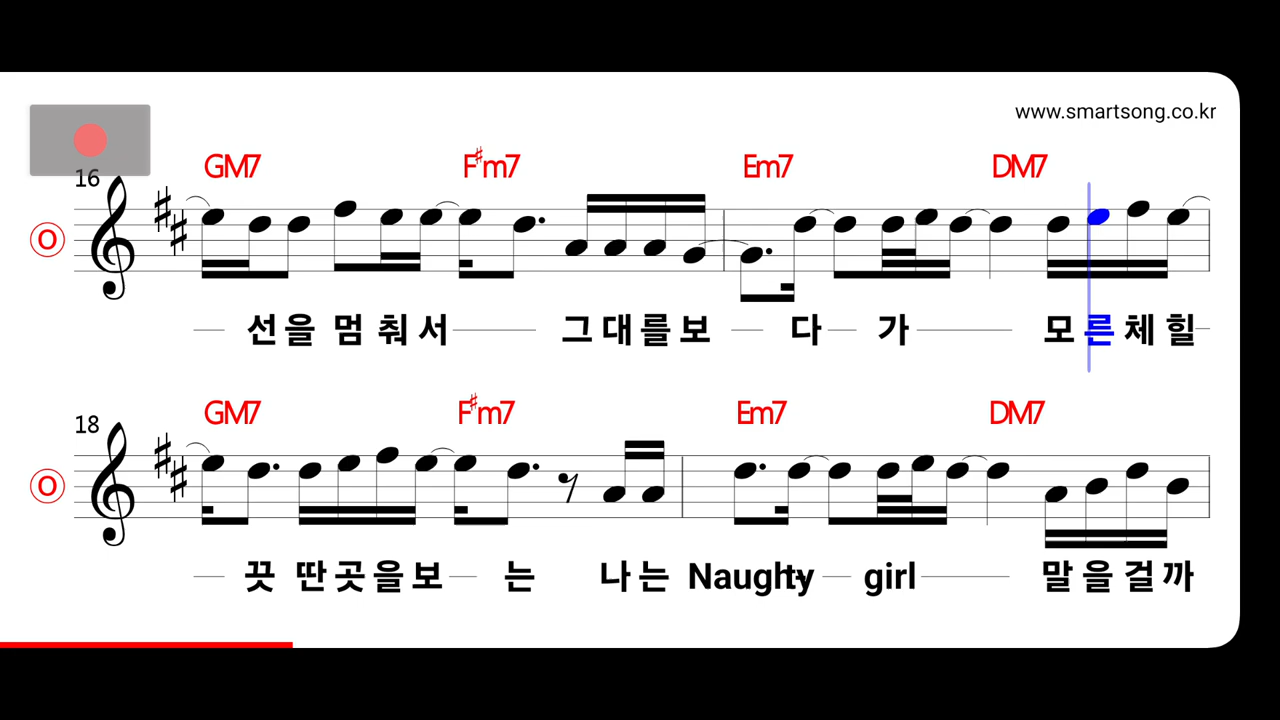 www.smartsong.co.kr
16
GM7 F#m7 Em7 DM7
O
선을 멈춰서 그대를보 다 가 모른체힐
18
GM7 F#m7 Em7 DM7
O
끗 딴곳을보 는 나는 Naughty girl 말을걸까